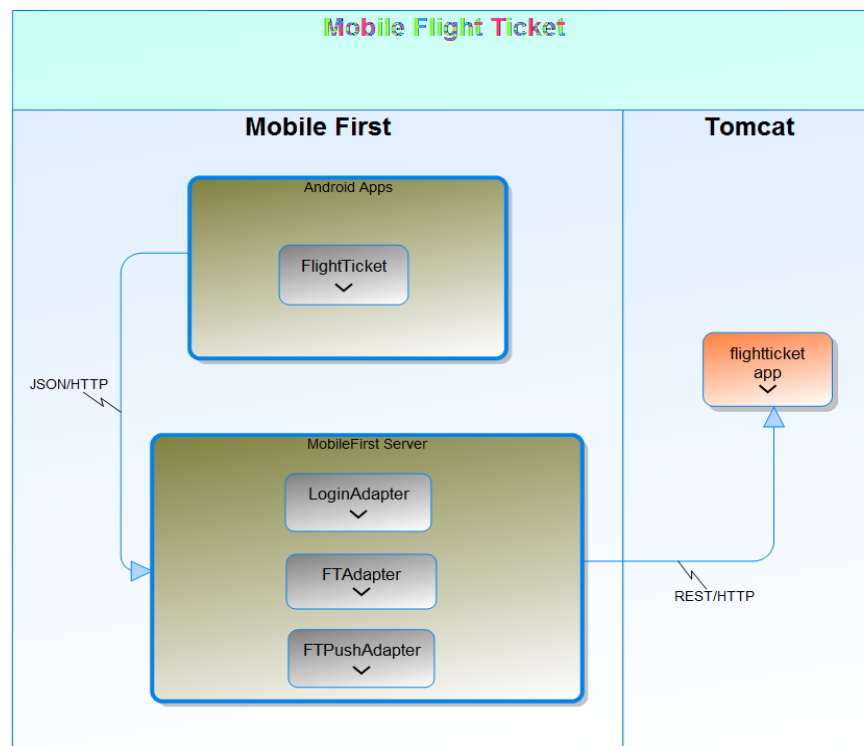 Mobile Flight Ticket
Mobile First
Tomcat
Android Apps
FlightTicket
flightticket
app
JSON/HTTP
MobileFirst Server
LoginAdapter
FTAdapter
FTPushAdapter
REST/HTTP